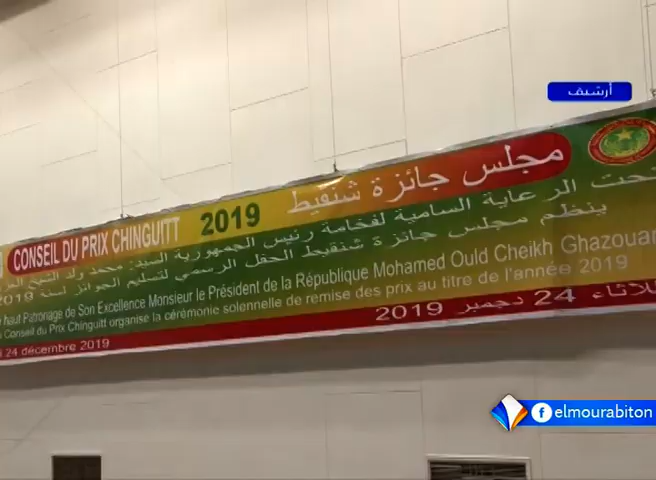 أرشيف
مجلس جائزة شنقيط
CONSEIL DU PRIX CHINGUITT 2019
تحت الرعاية السامية لفخامة رئيس الجمهورية السيد: محمد ولد الشيخ
ينظم مجلس جائزة شنقيط الحفل الرسمي لتسليم الجوائز لسنة 2019
haut Patronage de Son Excellence Monsieur le Président de la République Mohamed Ould Cheikh Ghazouan
Conseil du Prix Chinguitt organise la cérémonie solennelle de remise des prix au titre de l'année 2019
24 دجمبر 2019
24 décembre 2019
elmourabiton